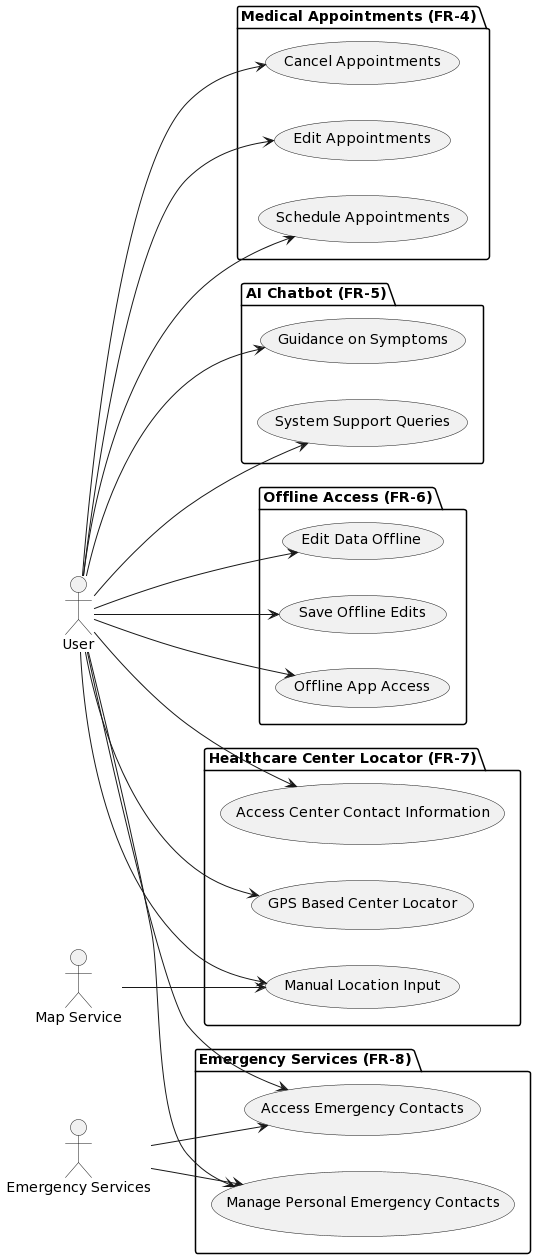 Medical Appointments (FR-4)
Cancel Appointments
Edit Appointments
Schedule Appointments
AI Chatbot (FR-5)
Guidance on Symptoms
System Support Queries
Offline Access (FR-6)
Edit Data Offline
Save Offline Edits
Offline App Access
User
Healthcare Center Locator (FR-7)
Access Center Contact Information
GPS Based Center Locator
Manual Location Input
Map Service
Emergency Services (FR-8)
Access Emergency Contacts
Manage Personal Emergency Contacts
Emergency Services